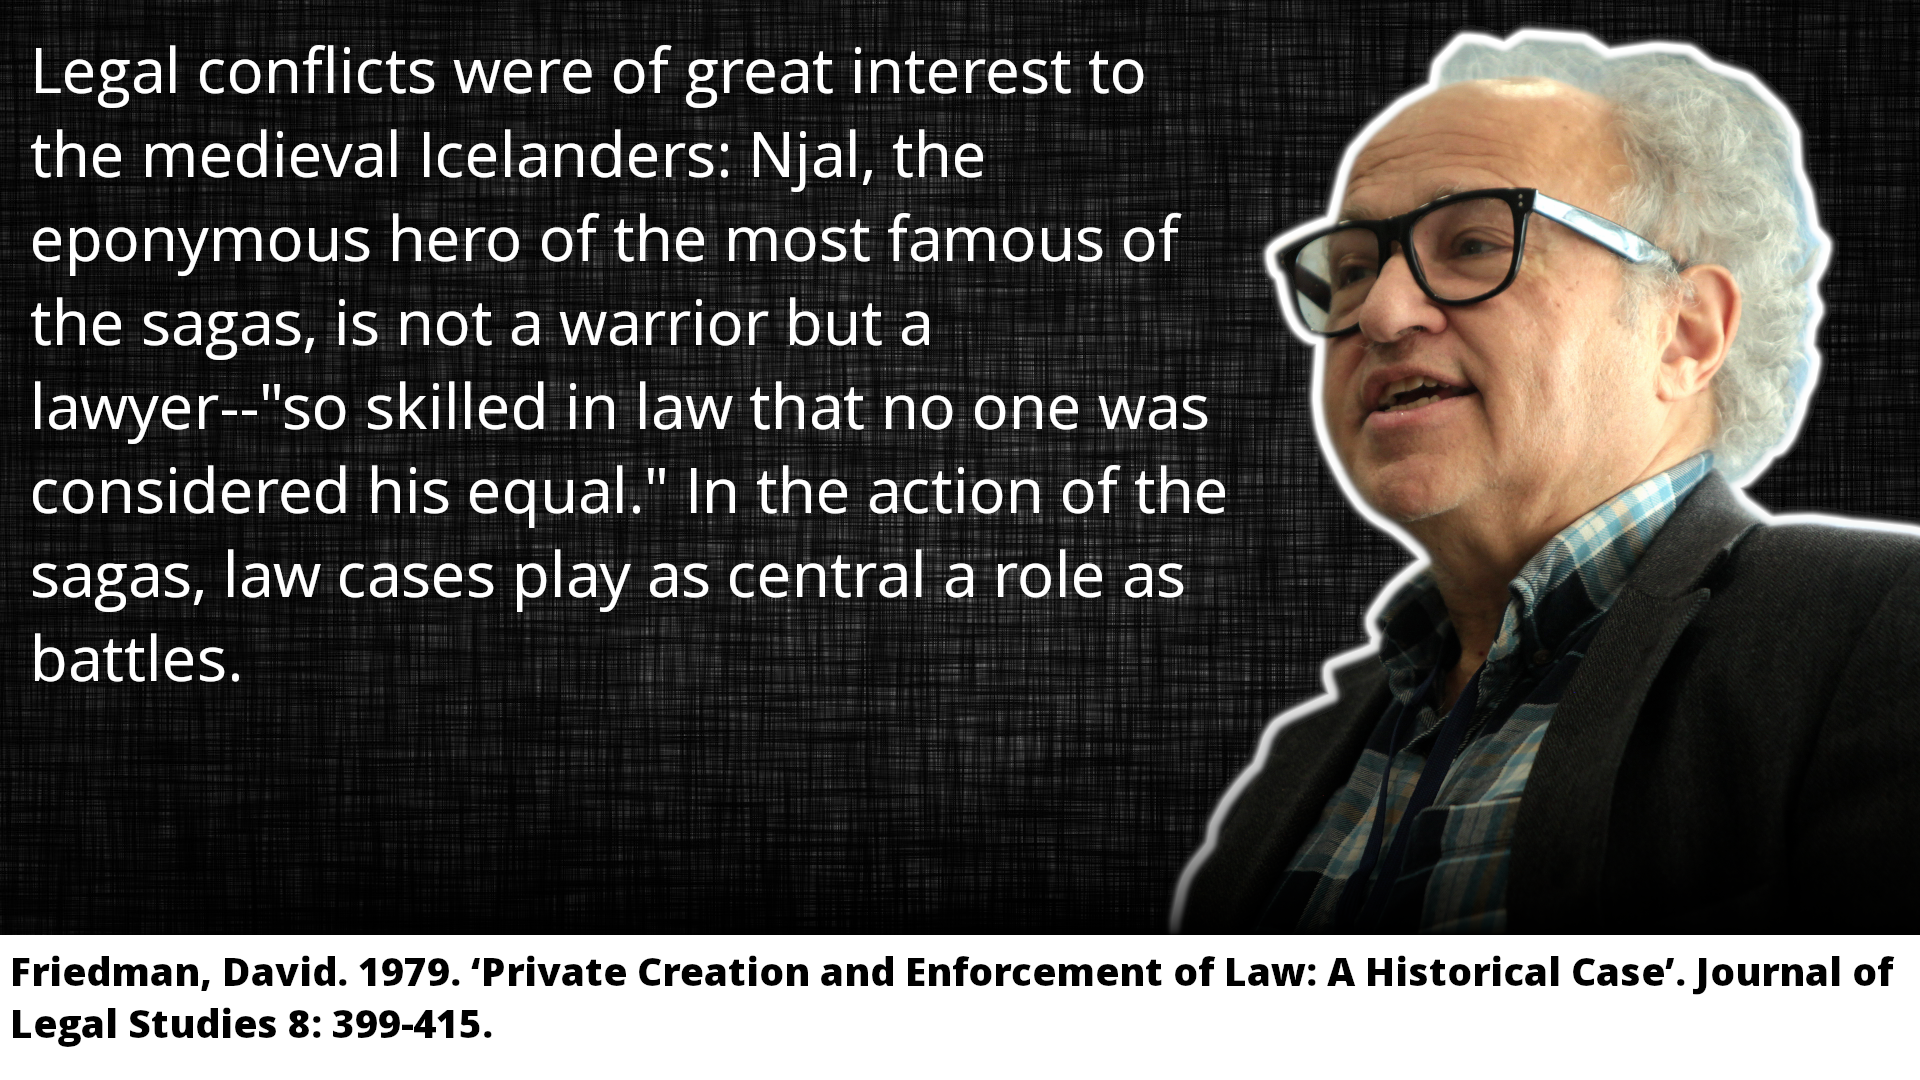 Legal conflicts were of great interest to
the medieval Icelanders: Njal, the
eponymous hero of the most famous of
the sagas, is not a warrior but a
lawyer--"so skilled in law that no one was
considered his equal." In the action of the
sagas, law cases play as central a role as
battles.
Friedman, David. 1979. ‘Private Creation and Enforcement of Law: A Historical Case’. Journal of
Legal Studies 8: 399-415.